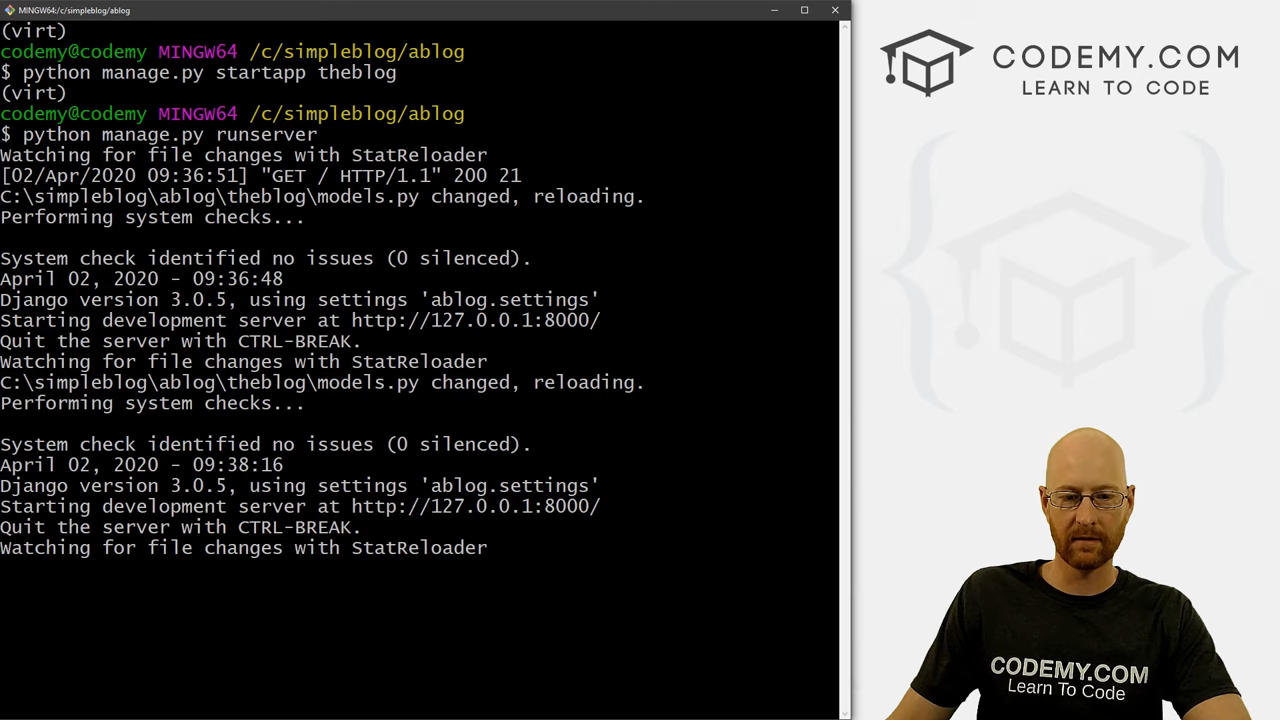 MINGW64:/c/simpleblog/ablog
(virt)
codemy@codemy MINGW64 /c/simpleblog/ablog
$ python manage.py startapp theblog
(virt)
codemy@codemy MINGW64 /c/simpleblog/ablog
$ python manage.py runserver
Watching for file changes with StatReloader
[02/Apr/2020 09:36:51] "GET / HTTP/1.1" 200 21
C:\simpleblog\ablog\theblog\models.py changed, reloading.
Performing system checks...
System check identified no issues (0 silenced).
April 02, 2020 - 09:36:48
Django version 3.0.5, using settings 'ablog.settings'
Starting development server at http://127.0.0.1:8000/
Quit the server with CTRL-BREAK.
Watching for file changes with StatReloader
C:\simpleblog\ablog\theblog\models.py changed, reloading.
Performing system checks...
System check identified no issues (0 silenced).
April 02, 2020 - 09:38:16
Django version 3.0.5, using settings 'ablog.settings'
Starting development server at http://127.0.0.1:8000/
Quit the server with CTRL-BREAK.
Watching for file changes with StatReloader
CODEMY.COM
LEARN TO CODE
CODEMY.COM
Learn To Code